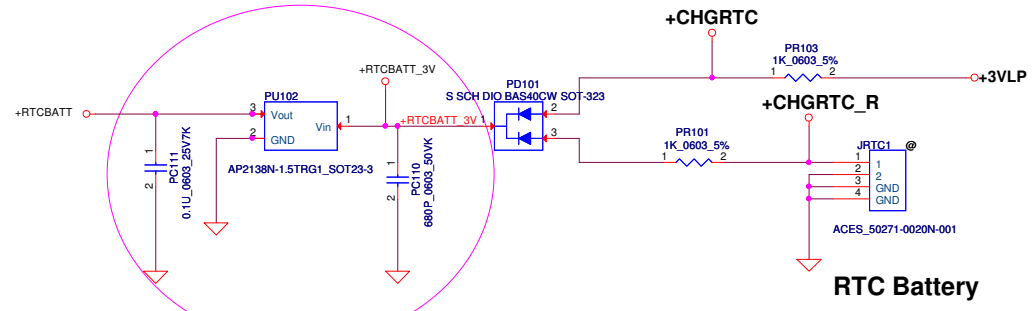 +CHGRTC
PR103
1K_0603_5%
1
2
+3VLP
+RTCBATT_3V
PD101
S SCH DIO BAS40CW SOT-323
+RTCBATT
PU102
3
Vout
2
GND
Vin
1
+RTCBATT_3V
1
2
3
+CHGRTC_R
PR101
1K_0603_5%
1
2
JRTC1
@
1
1
2
2
3
GND
4
GND
AP2138N-1.5TRG1_SOT23-3
1
2
PC111
0.1U_0603_25V7K
1
2
PC110
680P_0603_50VK
ACES_50271-0020N-001
RTC Battery